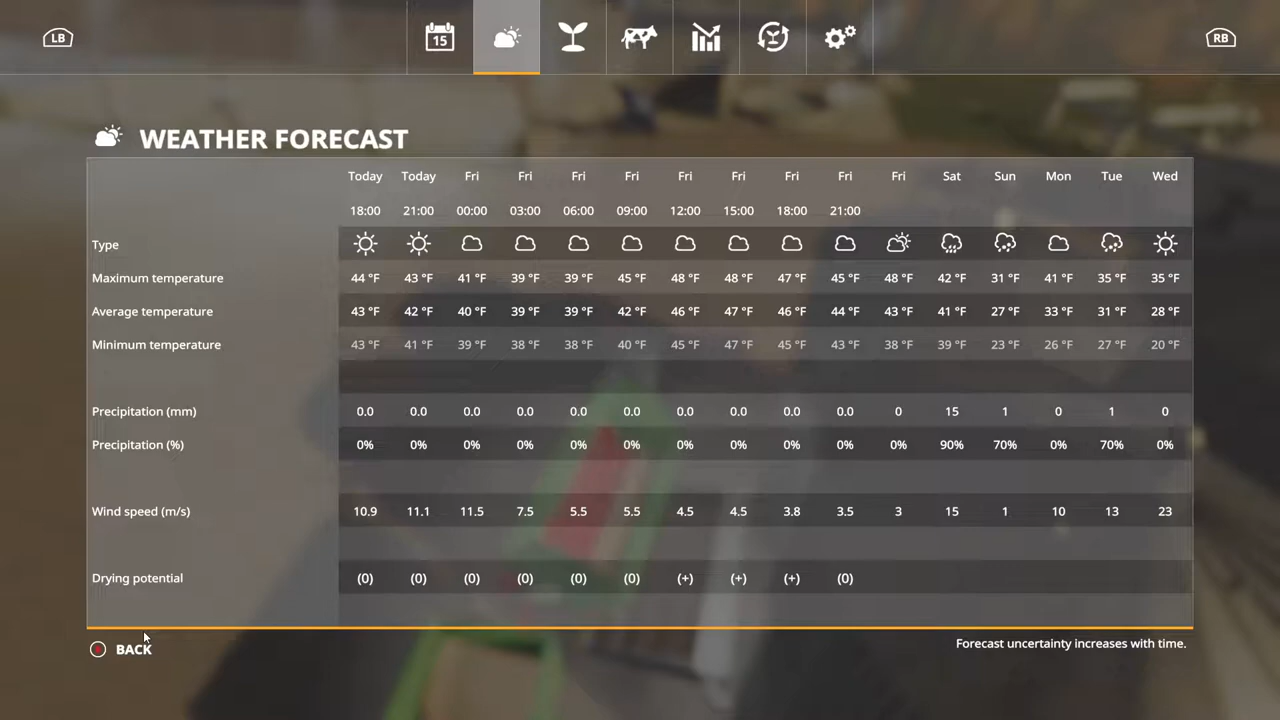 LB 15 RB
WEATHER FORECAST
Today Today Fri Fri Fri Fri Fri Fri Fri Fri Fri Sat Sun Mon Tue Wed
18:00 21:00 00:00 03:00 06:00 09:00 12:00 15:00 18:00 21:00
Type
Maximum temperature 44 °F 43 °F 41 °F 39 °F 39 °F 45 °F 48 °F 48 °F 47 °F 45 °F 48 °F 42 °F 31 °F 41 °F 35 °F 35 °F
Average temperature 43 °F 42 °F 40 °F 39 °F 39 °F 42 °F 46 °F 47 °F 46 °F 44 °F 43 °F 41 °F 27 °F 33 °F 31 °F 28 °F
Minimum temperature 43 °F 41 °F 39 °F 38 °F 38 °F 40 °F 45 °F 47 °F 45 °F 43 °F 38 °F 39 °F 23 °F 26 °F 27 °F 20 °F
Precipitation (mm) 0.0 0.0 0.0 0.0 0.0 0.0 0.0 0.0 0.0 0.0 0 15 1 0 1 0
Precipitation (%) 0% 0% 0% 0% 0% 0% 0% 0% 0% 0% 0% 90% 70% 0% 70% 0%
Wind speed (m/s) 10.9 11.1 11.5 7.5 5.5 5.5 4.5 4.5 3.8 3.5 3 15 1 10 13 23
Drying potential (0) (0) (0) (0) (0) (0) (+) (+) (+) (0)
BACK Forecast uncertainty increases with time.